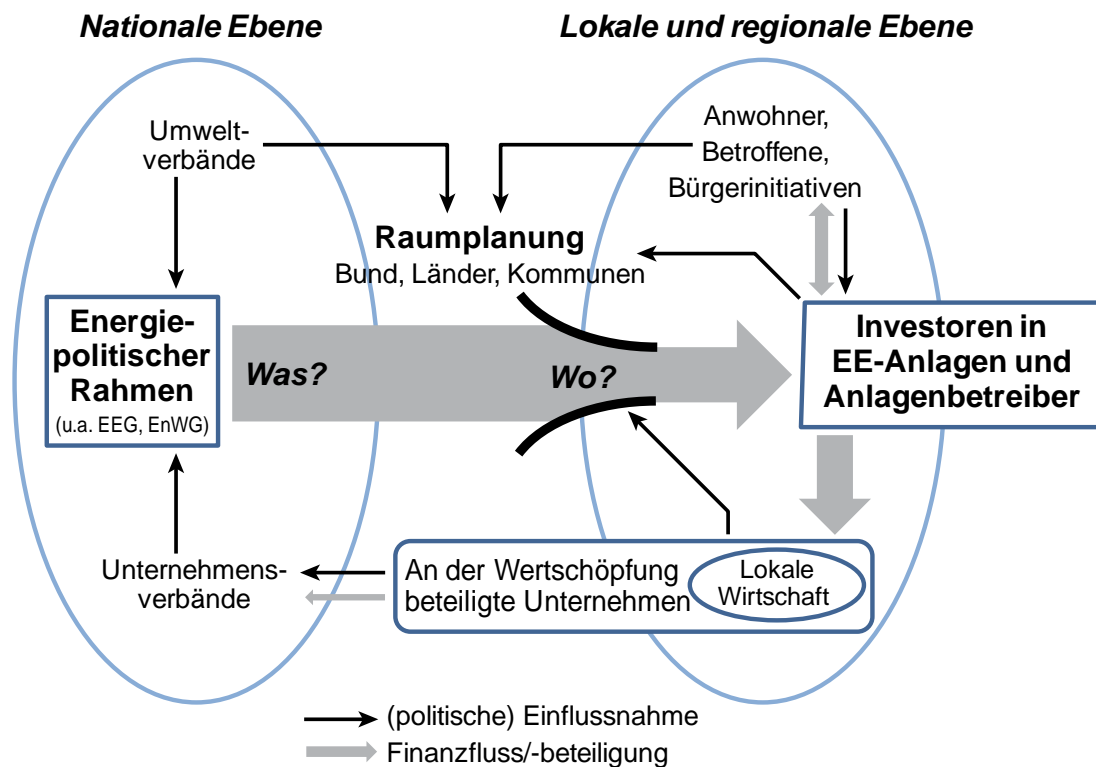 Nationale Ebene
Lokale und regionale Ebene
Umwelt-
verbände
Anwohner,
Betroffene,
Bürgerinitiativen
Raumplanung
Bund, Länder, Kommunen
Energie-
politischer
Rahmen
(u.a. EEG, EnWG)
Was?
Wo?
Investoren in
EE-Anlagen und
Anlagenbetreiber
Unternehmens-
verbände
An der Wertschöpfung
beteiligte Unternehmen
Lokale
Wirtschaft
(politische) Einflussnahme
Finanzfluss/-beteiligung